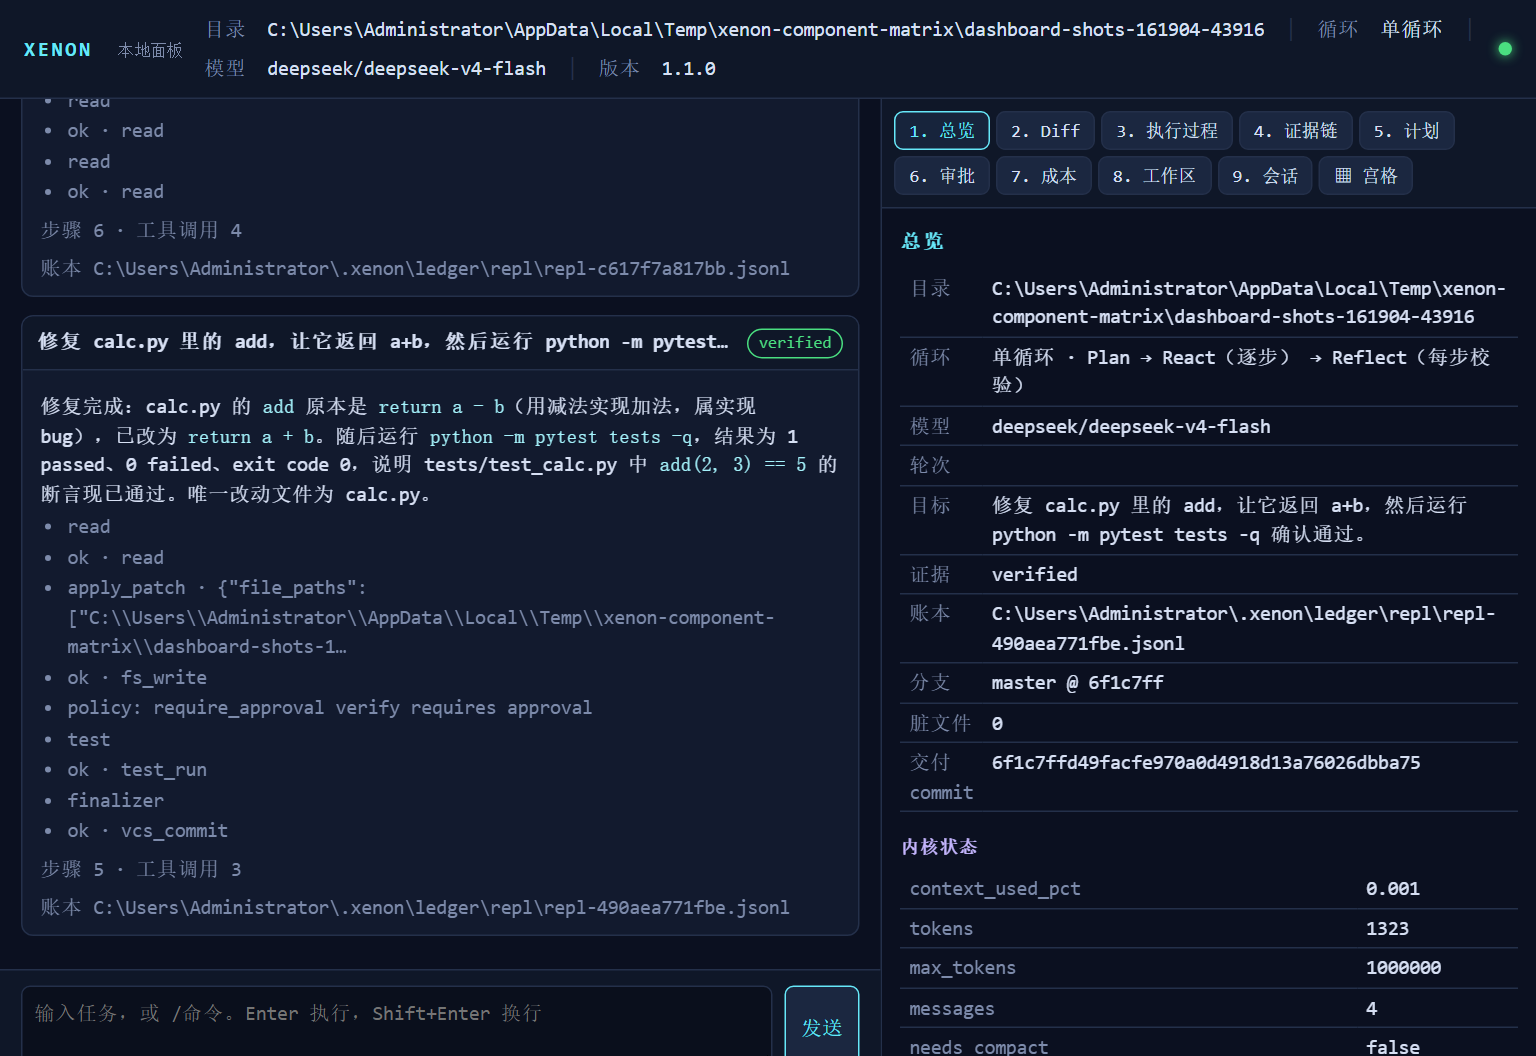 XENON 本地面板
目录 C:\Users\Administrator\AppData\Local\Temp\xenon-component-matrix\dashboard-shots-161904-43916 循环 单循环
模型 deepseek/deepseek-v4-flash 版本 1.1.0
• read
• ok · read
• read
• ok · read
步骤 6 · 工具调用 4
账本 C:\Users\Administrator\.xenon\ledger\repl\repl-c617f7a817bb.jsonl
修复 calc.py 里的 add，让它返回 a+b，然后运行 python -m pytest… verified
修复完成：calc.py 的 add 原本是 return a - b（用减法实现加法，属实现
bug），已改为 return a + b。随后运行 python -m pytest tests -q，结果为 1
passed、0 failed、exit code 0，说明 tests/test_calc.py 中 add(2, 3) == 5 的
断言现已通过。唯一改动文件为 calc.py。
• read
• ok · read
• apply_patch · {"file_paths":
["C:\\Users\\Administrator\\AppData\\Local\\Temp\\xenon-component-
matrix\\dashboard-shots-1…
• ok · fs_write
• policy: require_approval verify requires approval
• test
• ok · test_run
• finalizer
• ok · vcs_commit
步骤 5 · 工具调用 3
账本 C:\Users\Administrator\.xenon\ledger\repl\repl-490aea771fbe.jsonl
输入任务，或 /命令。Enter 执行，Shift+Enter 换行
发送
1. 总览 2. Diff 3. 执行过程 4. 证据链 5. 计划
6. 审批 7. 成本 8. 工作区 9. 会话 ▦ 宫格
总览
目录 C:\Users\Administrator\AppData\Local\Temp\xenon-
component-matrix\dashboard-shots-161904-43916
循环 单循环 · Plan → React（逐步） → Reflect（每步校
验）
模型 deepseek/deepseek-v4-flash
轮次
目标 修复 calc.py 里的 add，让它返回 a+b，然后运行
python -m pytest tests -q 确认通过。
证据 verified
账本 C:\Users\Administrator\.xenon\ledger\repl\repl-
490aea771fbe.jsonl
分支 master @ 6f1c7ff
脏文件 0
交付 6f1c7ffd49facfe970a0d4918d13a76026dbba75
commit
内核状态
context_used_pct 0.001
tokens 1323
max_tokens 1000000
messages 4
needs_compact false